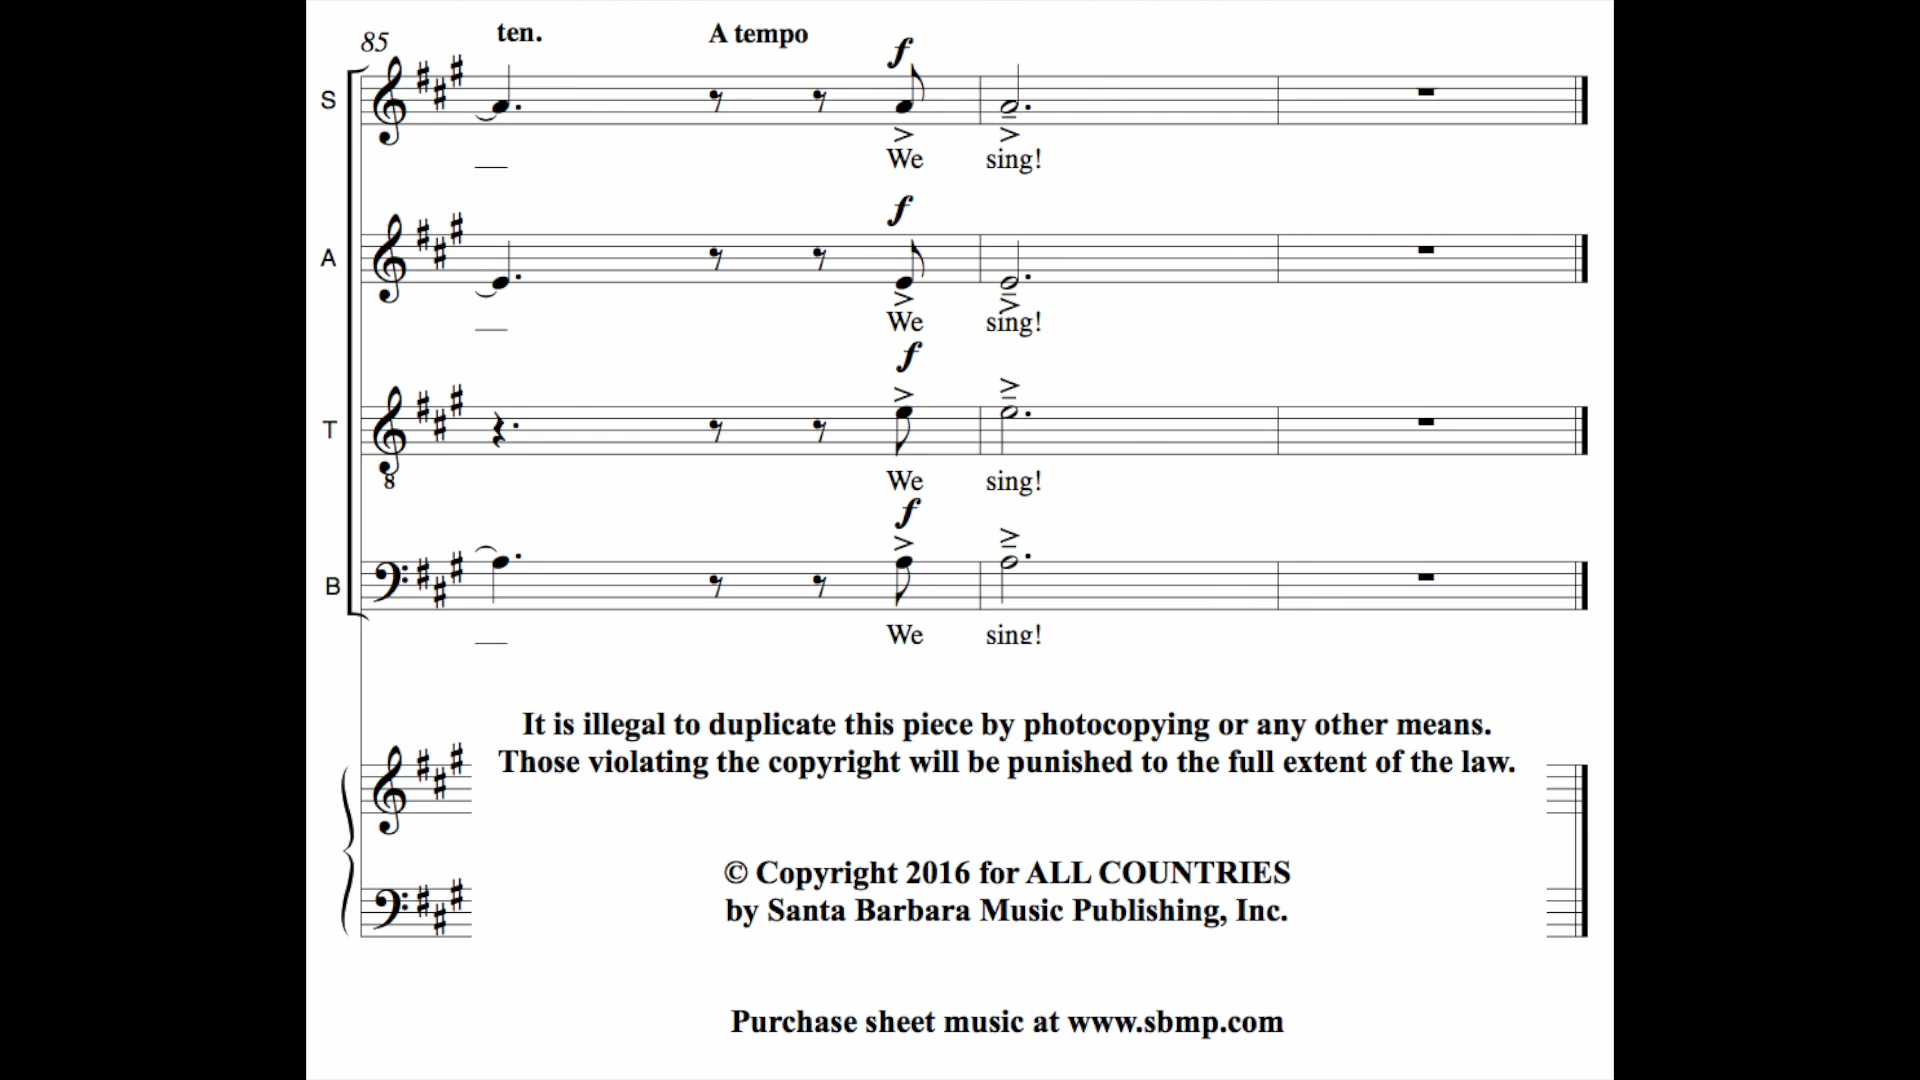 85
ten. A tempo
f
S
We sing!
f
A
We sing!
f
T
8
We sing!
f
B
We sing!
It is illegal to duplicate this piece by photocopying or any other means.
Those violating the copyright will be punished to the full extent of the law.
© Copyright 2016 for ALL COUNTRIES
by Santa Barbara Music Publishing, Inc.
Purchase sheet music at www.sbmp.com